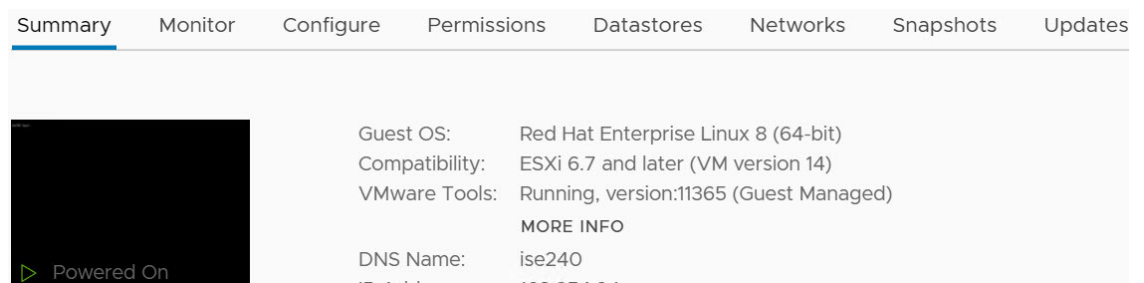 Summary Monitor Configure Permissions Datastores Networks Snapshots Updates
Guest OS: Red Hat Enterprise Linux 8 (64-bit)
Compatibility: ESXi 6.7 and later (VM version 14)
VMware Tools: Running, version:11365 (Guest Managed)
MORE INFO
DNS Name: ise240
Powered On